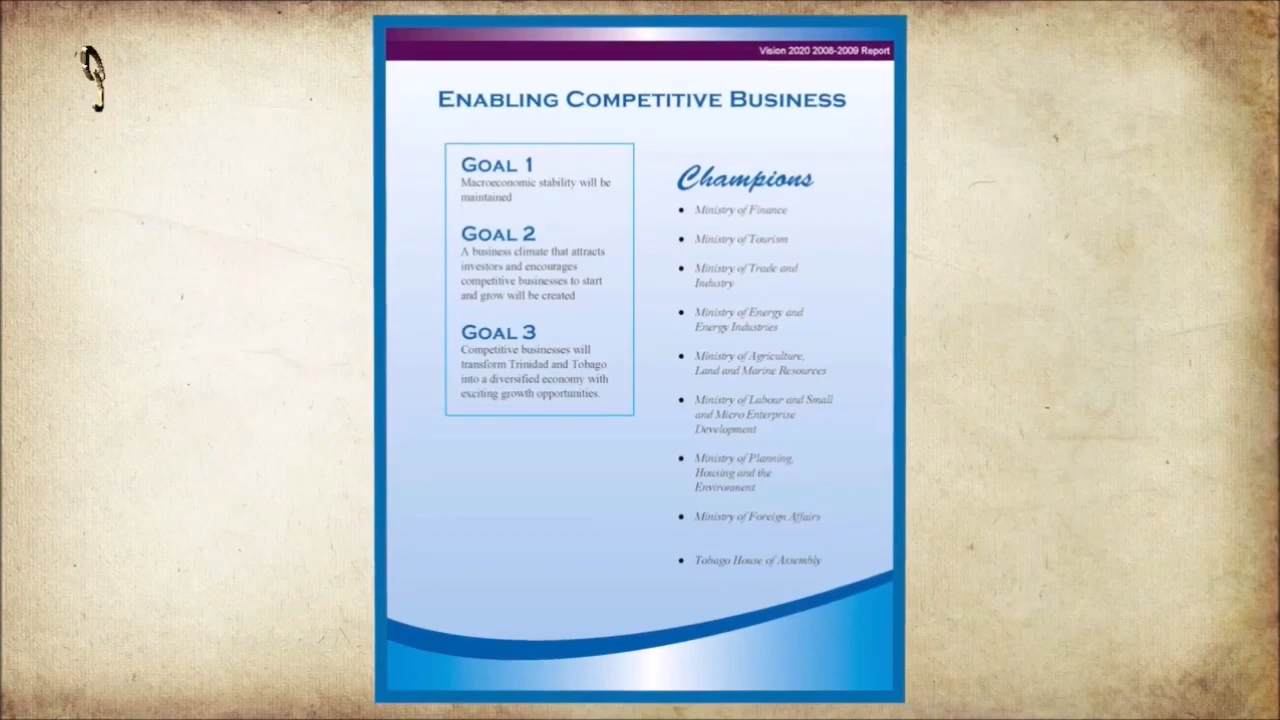 Vision 2020 2008-2009 Report
ENABLING COMPETITIVE BUSINESS
GOAL 1
Macroeconomic stability will be
maintained
GOAL 2
A business climate that attracts
investors and encourages
competitive businesses to start
and grow will be created
GOAL 3
Competitive businesses will
transform Trinidad and Tobago
into a diversified economy with
exciting growth opportunities.
Champions
• Ministry of Finance
• Ministry of Tourism
• Ministry of Trade and
Industry
• Ministry of Energy and
Energy Industries
• Ministry of Agriculture,
Land and Marine Resources
• Ministry of Labour and Small
and Micro Enterprise
Development
• Ministry of Planning,
Housing and the
Environment
• Ministry of Foreign Affairs
• Tobago House of Assembly